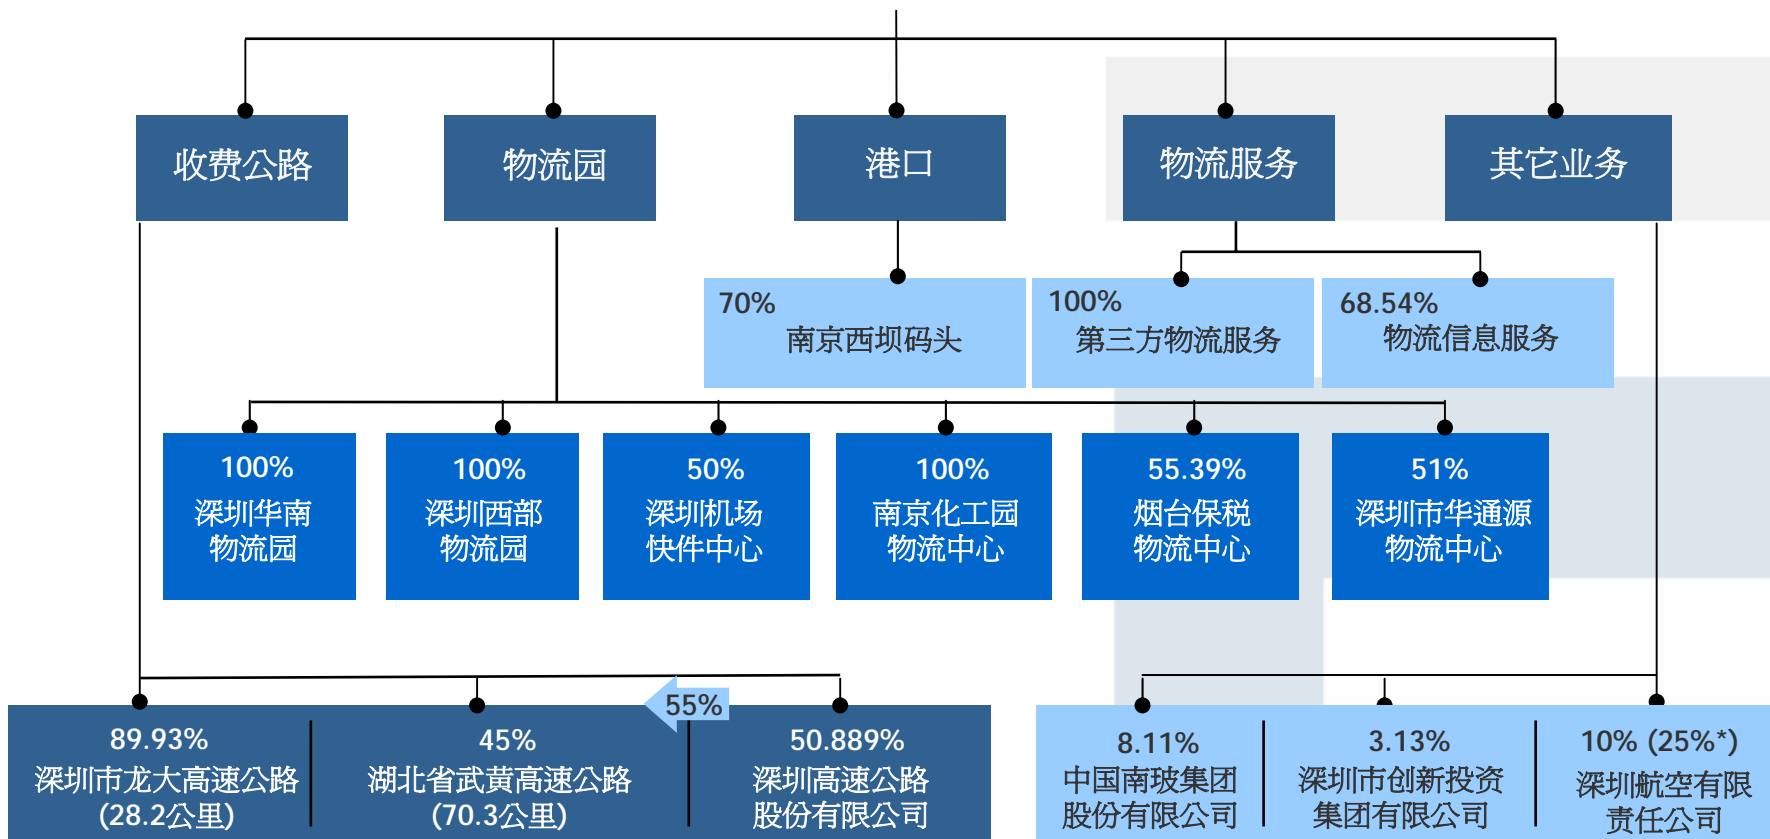 收费公路
物流园
港口
物流服务
其它业务
70%
南京西坝码头
100%
第三方物流服务
68.54%
物流信息服务
100%
深圳华南
物流园
100%
深圳西部
物流园
50%
深圳机场
快件中心
100%
南京化工园
物流中心
55.39%
烟台保税
物流中心
51%
深圳市华通源
物流中心
89.93%
深圳市龙大高速公路
(28.2公里)
45%
湖北省武黄高速公路
(70.3公里)
55%
50.889%
深圳高速公路
股份有限公司
8.11%
中国南玻集团
股份有限公司
3.13%
深圳市创新投资
集团有限公司
10% (25%*)
深圳航空有限
责任公司